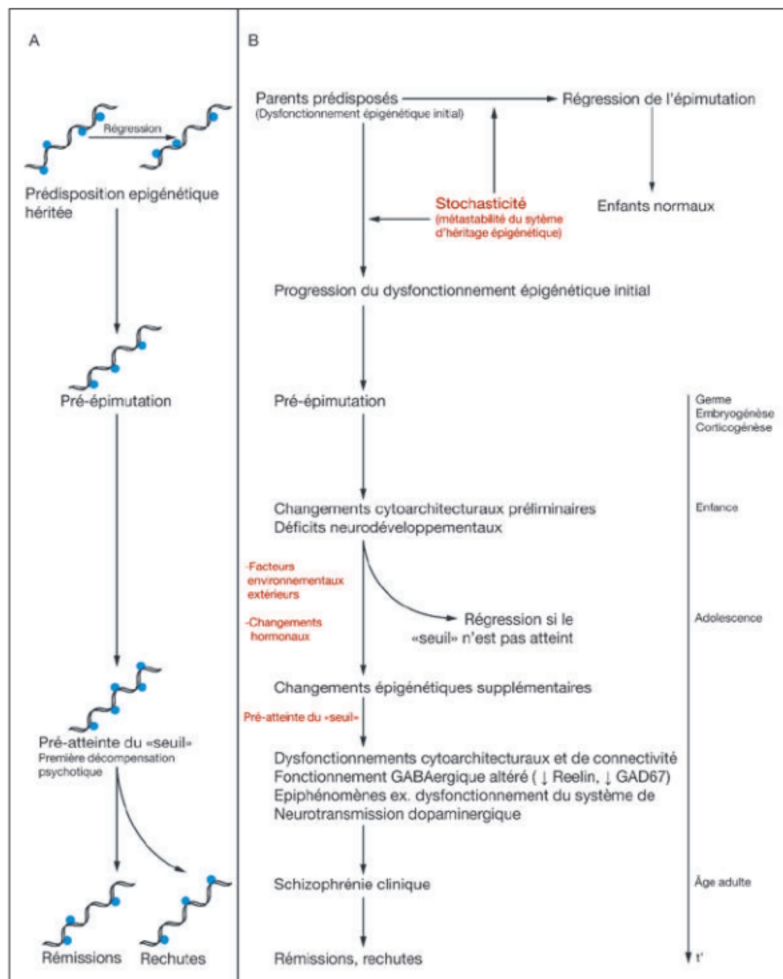 A
Régression
Prédisposition epigénétique
héritée
Pré-épimutation
Pré-atteinte du «seuil»
Première décompensation
psychotique
Rémissions
Rechutes
B
Parents prédisposés
(Dysfonctionnement épigénétique initial)
Régression de l'épimutation
Stochasticité
(métastabilité du sytème
d'héritage épigénétique)
Enfants normaux
Progression du dysfonctionnement épigénétique initial
Pré-épimutation
Changements cytoarchitecturaux préliminaires
Déficits neurodéveloppementaux
-Facteurs
environnementaux
extérieurs
-Changements
hormonaux
Régression si le
«seuil» n'est pas atteint
Changements épigénétiques supplémentaires
Pré-atteinte du «seuil»
Dysfonctionnements cytoarchitecturaux et de connectivité
Fonctionnement GABAergique altéré ( ↓ Reelin, ↓ GAD67)
Epiphénomènes ex. dysfonctionnement du système de
Neurotransmission dopaminergique
Schizophrénie clinique
Rémissions, rechutes
Germe
Embryogénèse
Corticogénèse
Enfance
Adolescence
Âge adulte
t'